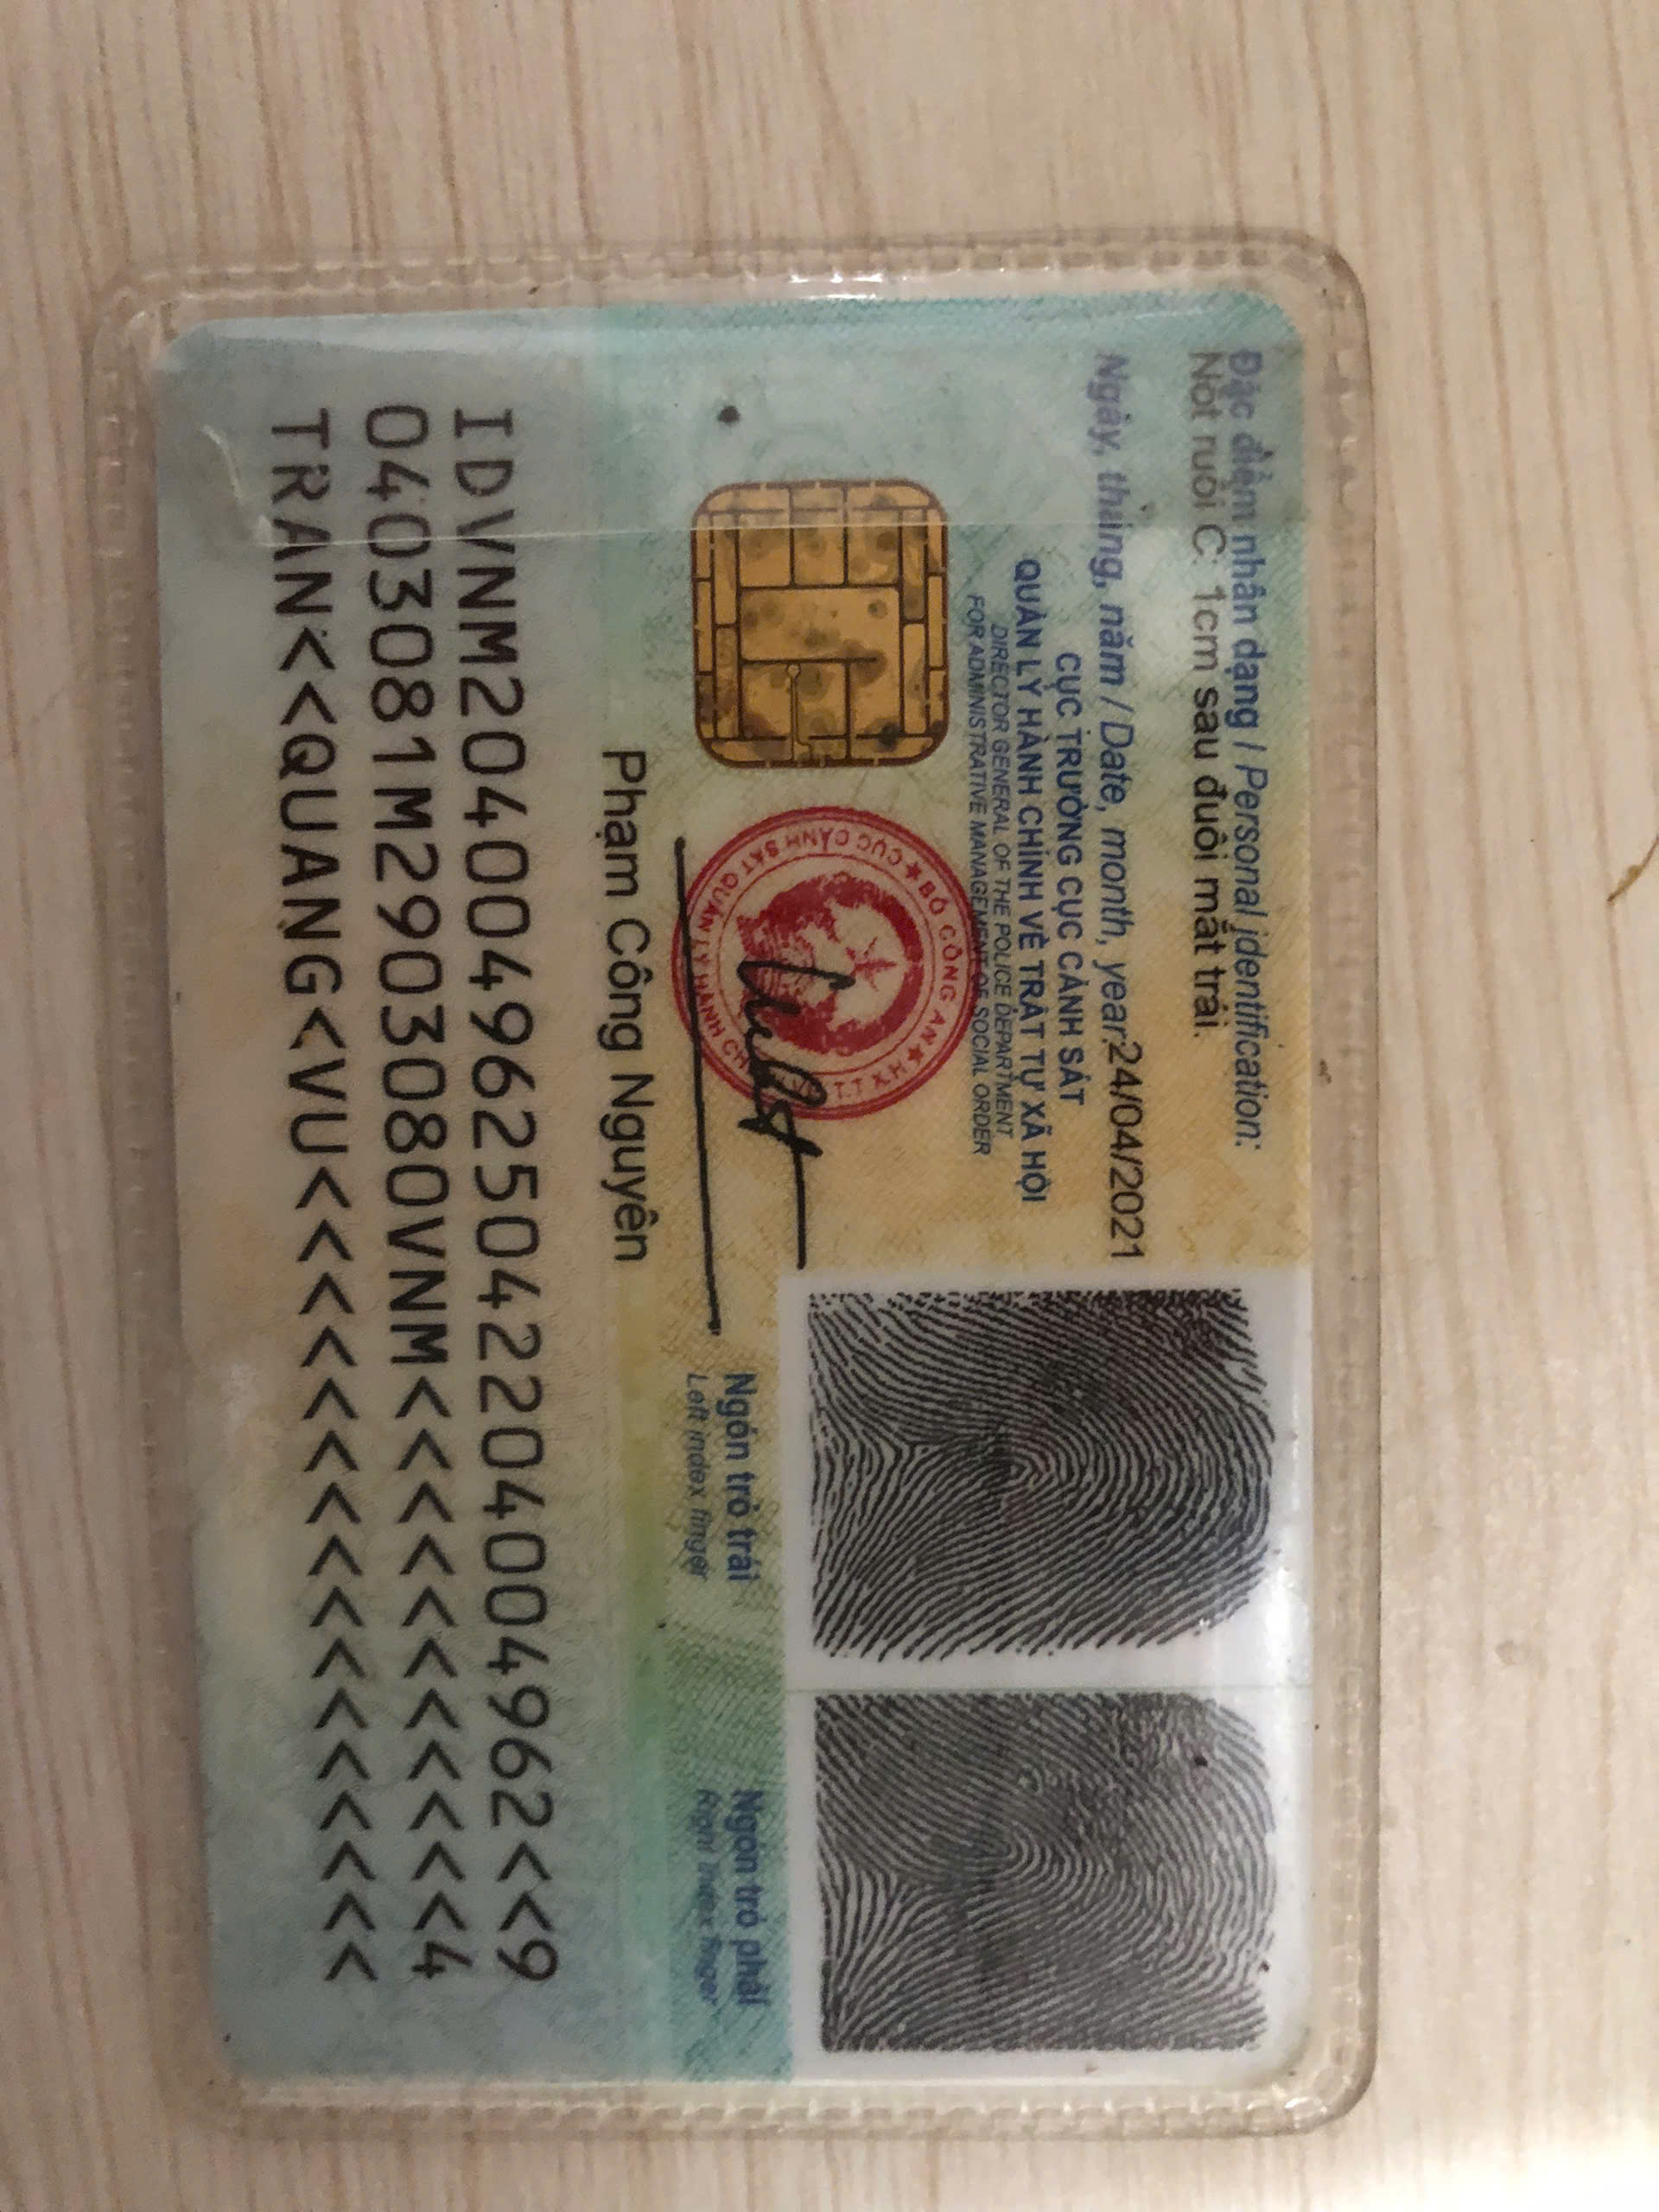 Đặc điểm nhân dạng / Personal identification:
Nốt ruồi C: 1cm sau đuôi mắt trái.
Ngày, tháng, năm / Date, month, year: 24/04/2021
CỤC TRƯỞNG CỤC CẢNH SÁT
QUẢN LÝ HÀNH CHÍNH VỀ TRẬT TỰ XÃ HỘI
DIRECTOR GENERAL OF THE POLICE DEPARTMENT
FOR ADMINISTRATIVE MANAGEMENT OF SOCIAL ORDER
BỘ CÔNG AN
CỤC CẢNH SÁT QUẢN LÝ HÀNH CHÍNH VỀ T.T.X.H
Phạm Công Nguyên
Ngón trỏ trái
Left index finger
Ngón trỏ phải
Right index finger
IDVNM2040049625042204004962<<9
0403081M2903080VNM<<<<<<<<<<<4
TRAN<<QUANG<VU<<<<<<<<<<<<<<<<